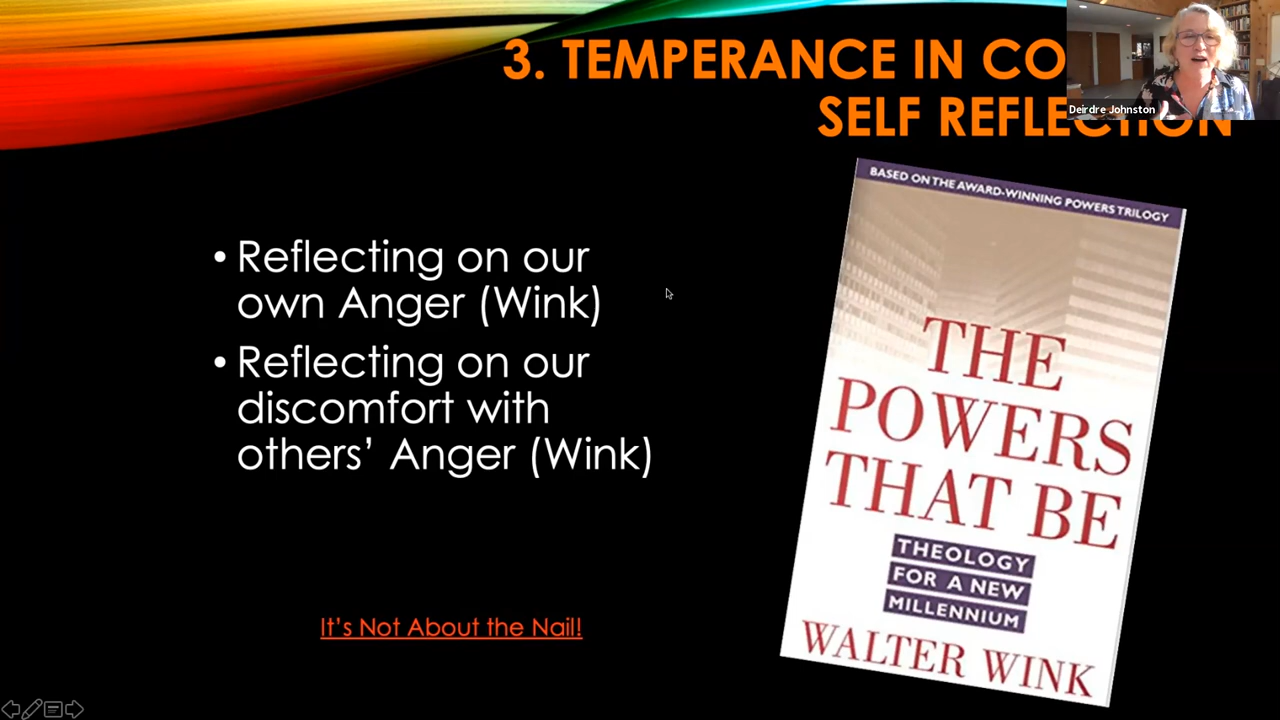 3. TEMPERANCE IN CO
SELF REFLECTION
Deirdre Johnston
• Reflecting on our
own Anger (Wink)
• Reflecting on our
discomfort with
others’ Anger (Wink)
It’s Not About the Nail!
BASED ON THE AWARD-WINNING POWERS TRILOGY
THE
POWERS
THAT BE
THEOLOGY
FOR A NEW
MILLENNIUM
WALTER WINK